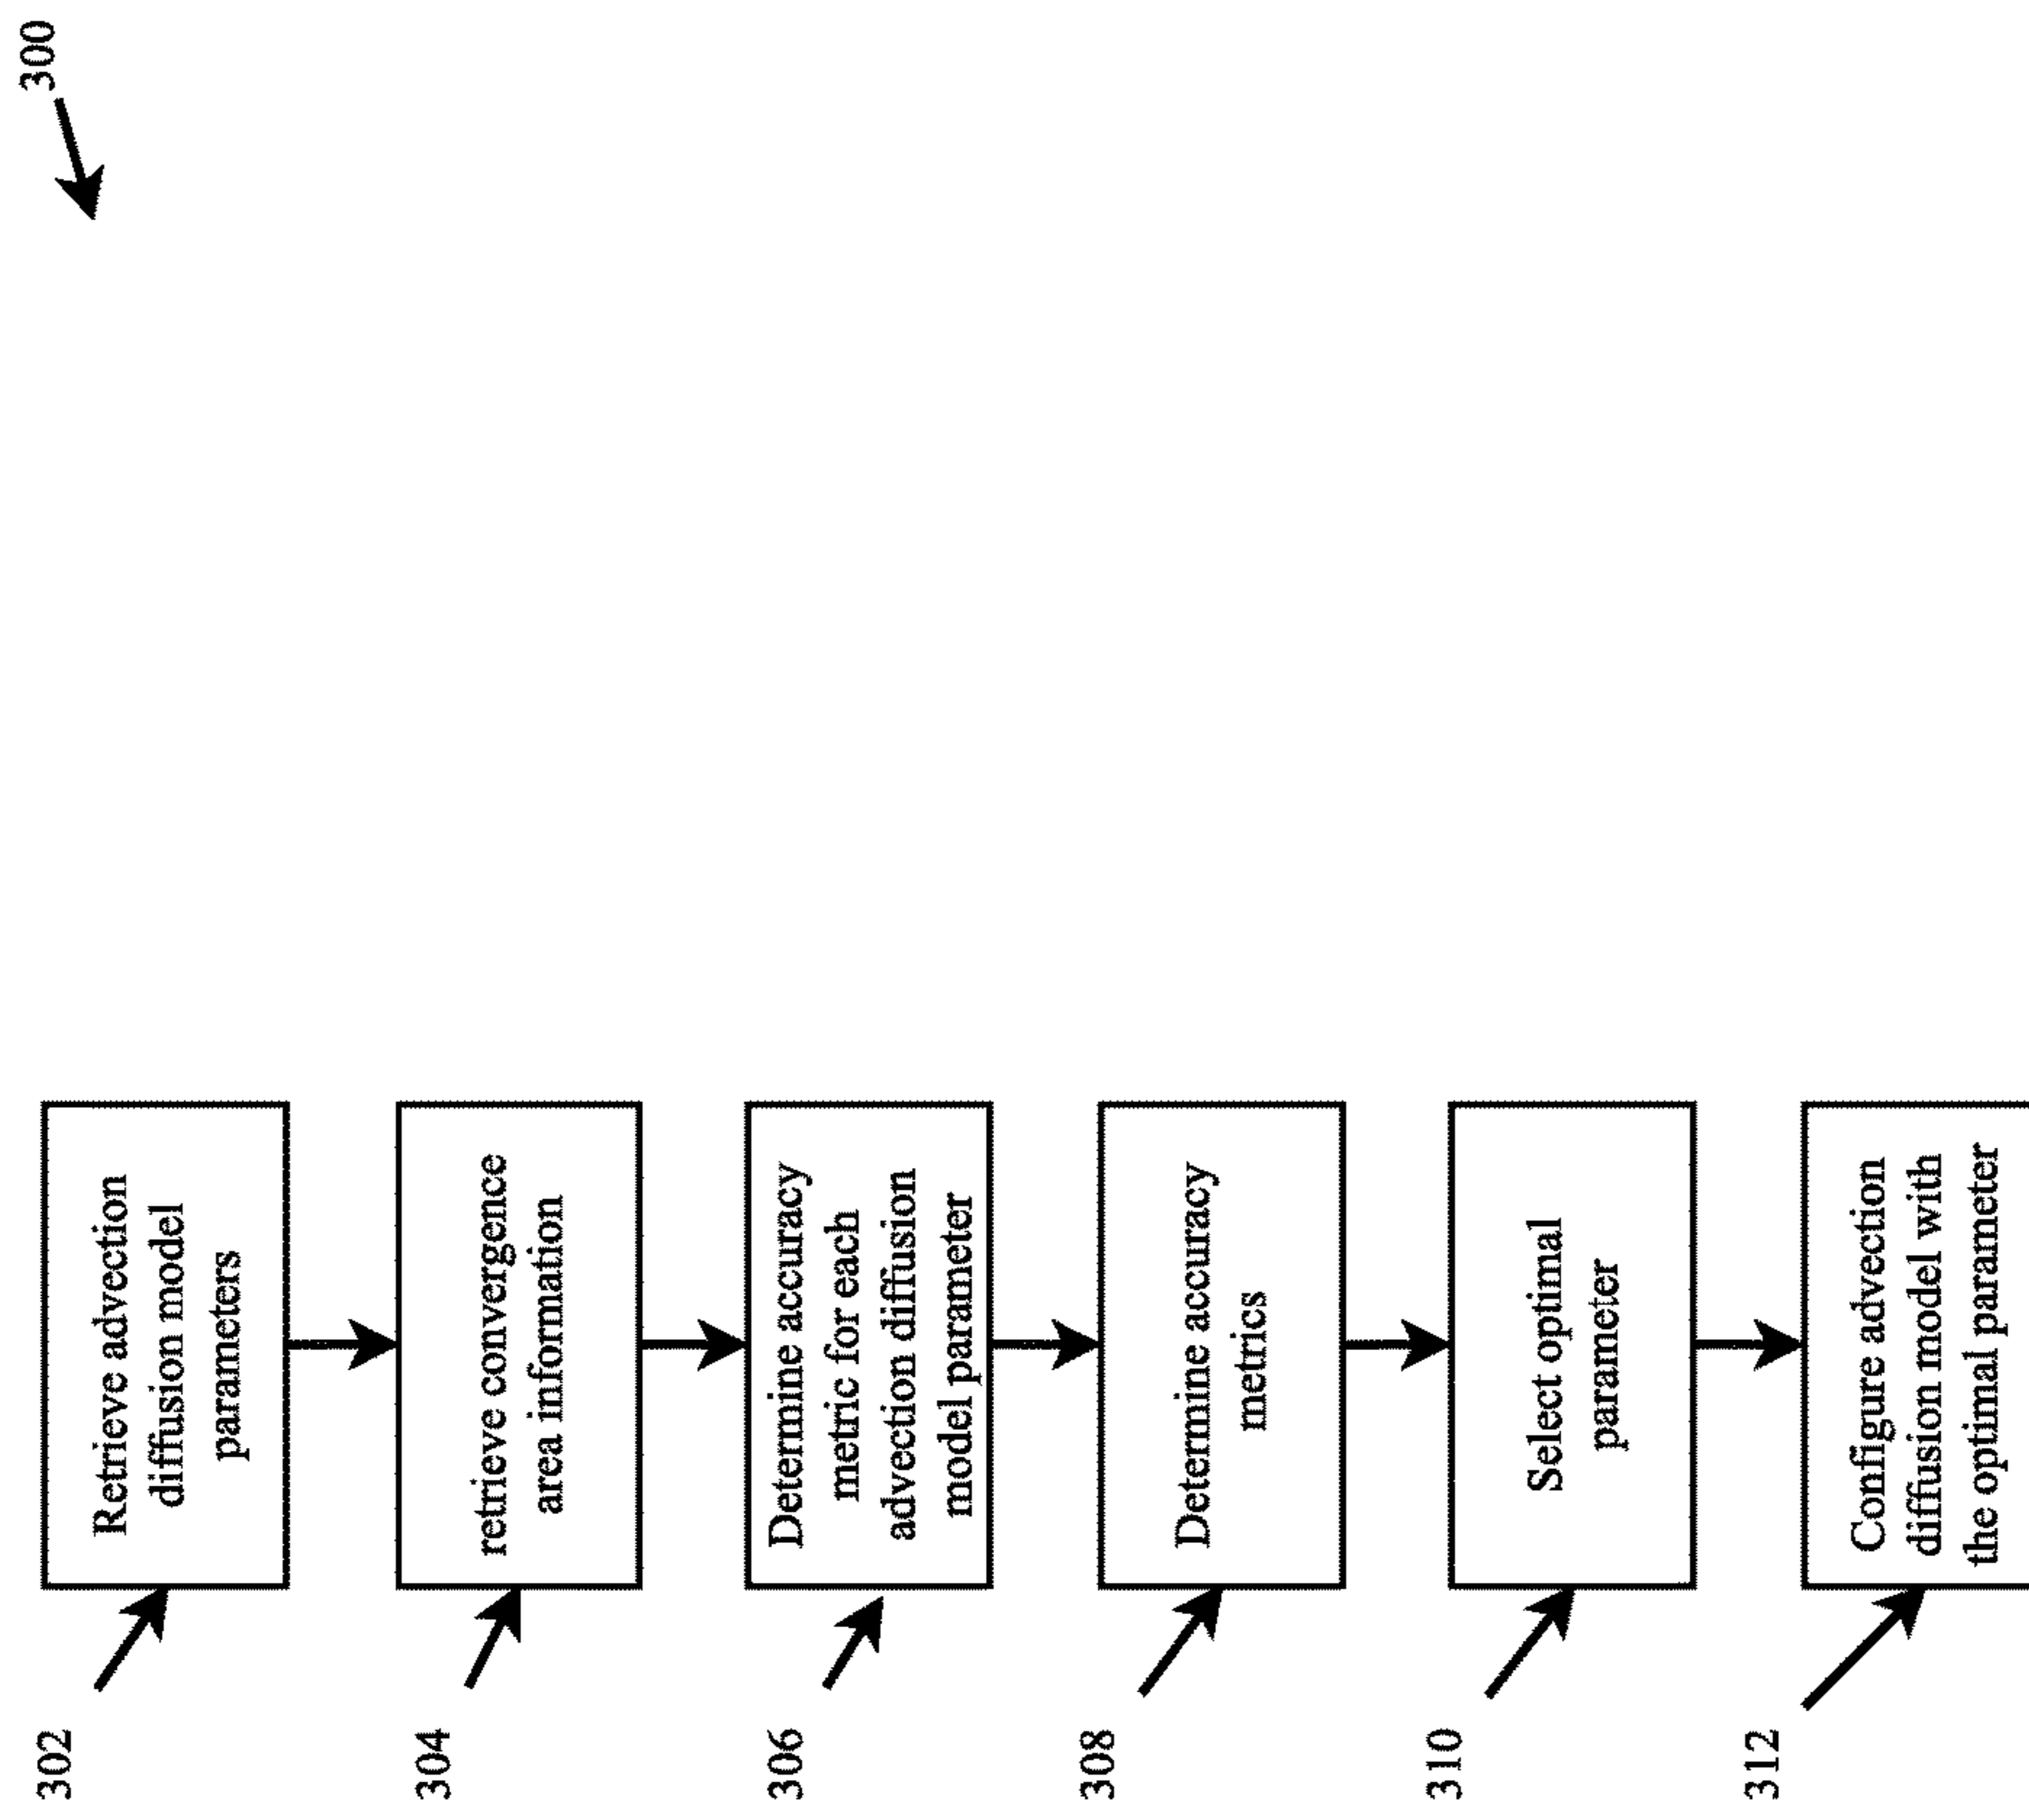 300
302
Retrieve advection
diffusion model
parameters
304
retrieve convergence
area information
306
Determine accuracy
metric for each
advection diffusion
model parameter
308
Determine accuracy
metrics
310
Select optimal
parameter
312
Configure advection
diffusion model with
the optimal parameter